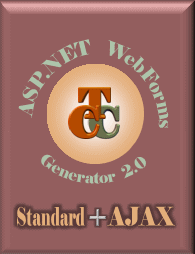 ASP.NET WebForms
TCC
Generator 2.0
Standard+AJAX